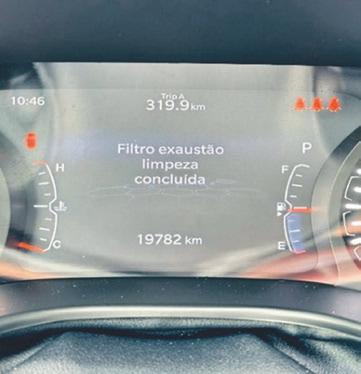 10:46
Trip A
319.9 km
P
Filtro exaustão
limpeza
concluída
H
F
C
E
19782 km